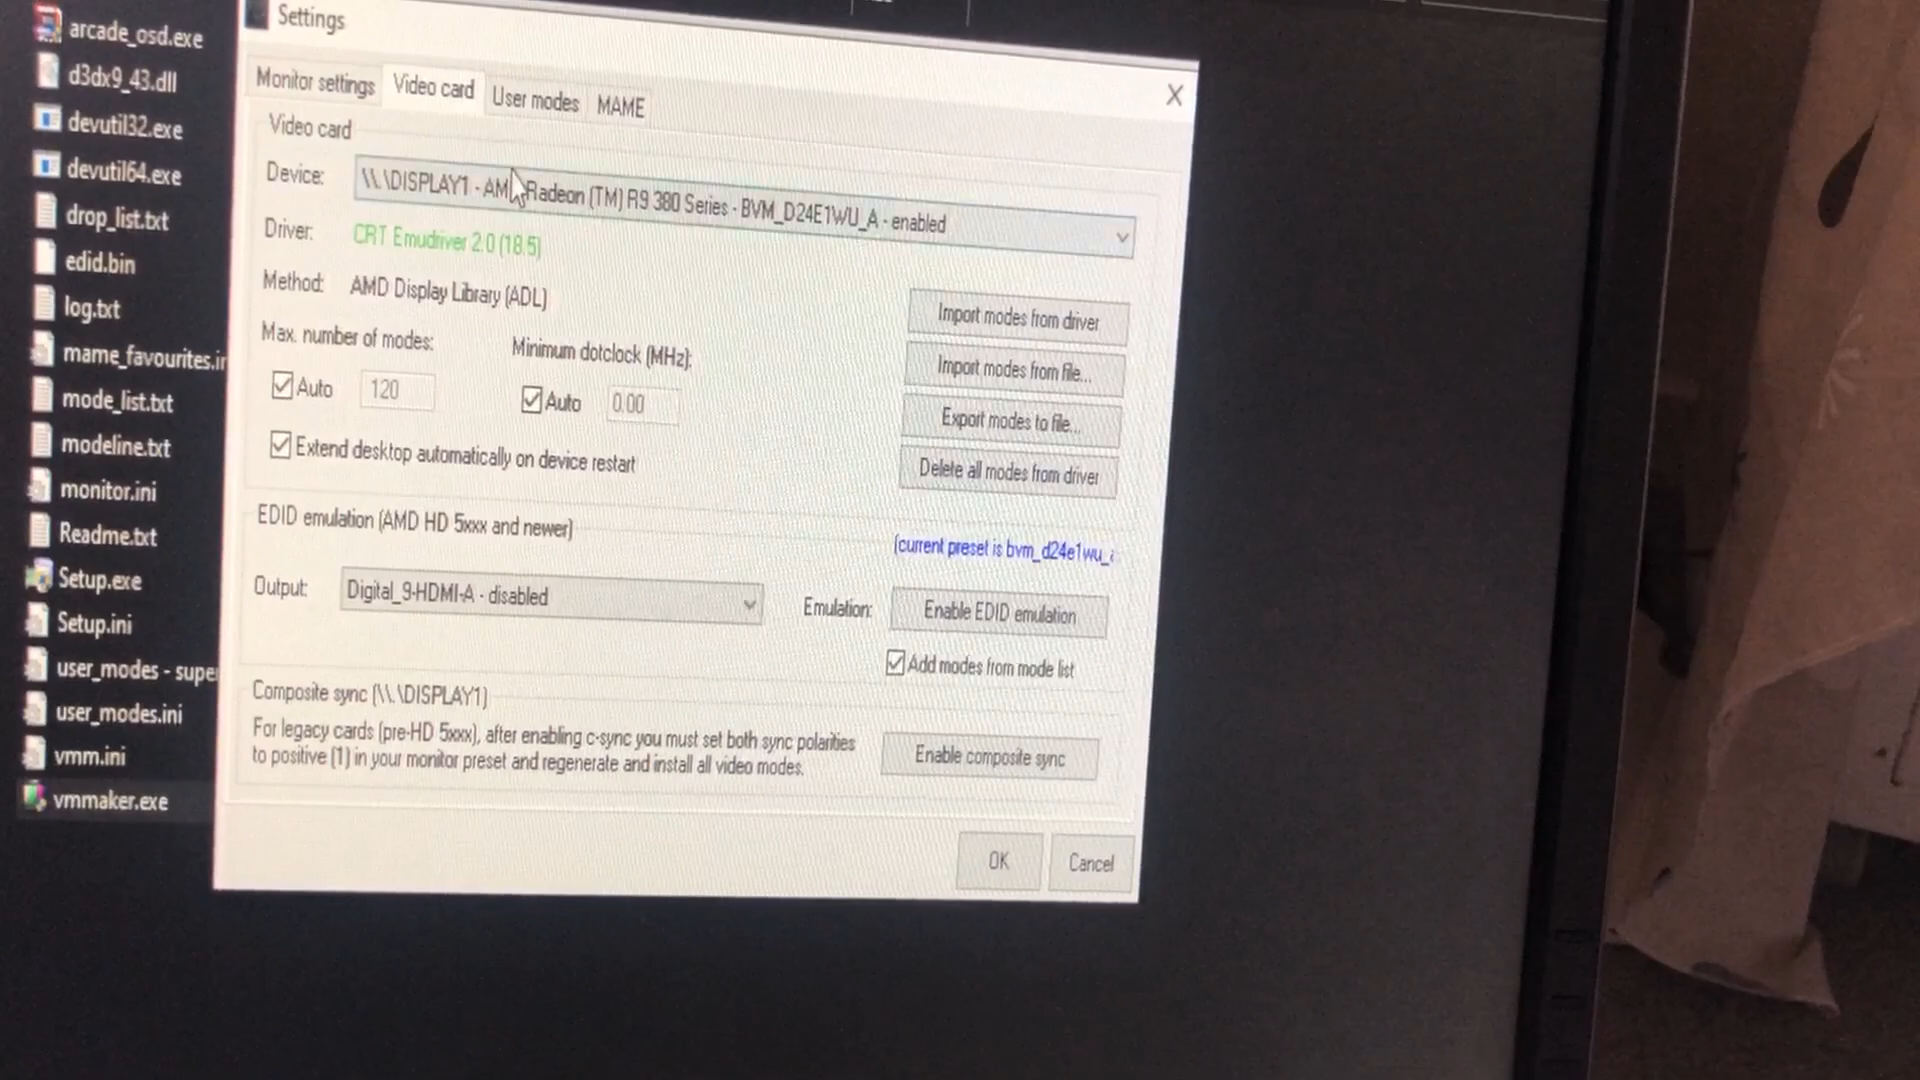 arcade_osd.exe
d3dx9_43.dll
devutil32.exe
devutil64.exe
drop_list.txt
edid.bin
log.txt
mame_favourites.ir
mode_list.txt
modeline.txt
monitor.ini
Readme.txt
Setup.exe
Setup.ini
user_modes - supe
user_modes.ini
vmm.ini
vmmaker.exe
Settings
X
Monitor settings
Video card
User modes
MAME
Video card
Device:
\\.\DISPLAY1 - AM Radeon (TM) R9 380 Series - BVM_D24E1WU_A - enabled
Driver:
CRT Emudriver 2.0 (18.5)
Method:
AMD Display Library (ADL)
Max. number of modes:
Minimum dotclock (MHz):
Auto
120
Auto
0.00
Extend desktop automatically on device restart
Import modes from driver
Import modes from file...
Export modes to file...
Delete all modes from driver
EDID emulation (AMD HD 5xxx and newer)
(current preset is bvm_d24e1wu_
Output:
Digital_9-HDMI-A - disabled
Emulation:
Enable EDID emulation
Add modes from mode list
Composite sync (\\.\DISPLAY1)
For legacy cards (pre-HD 5xxx), after enabling c-sync you must set both sync polarities
to positive (1) in your monitor preset and regenerate and install all video modes.
Enable composite sync
OK
Cancel